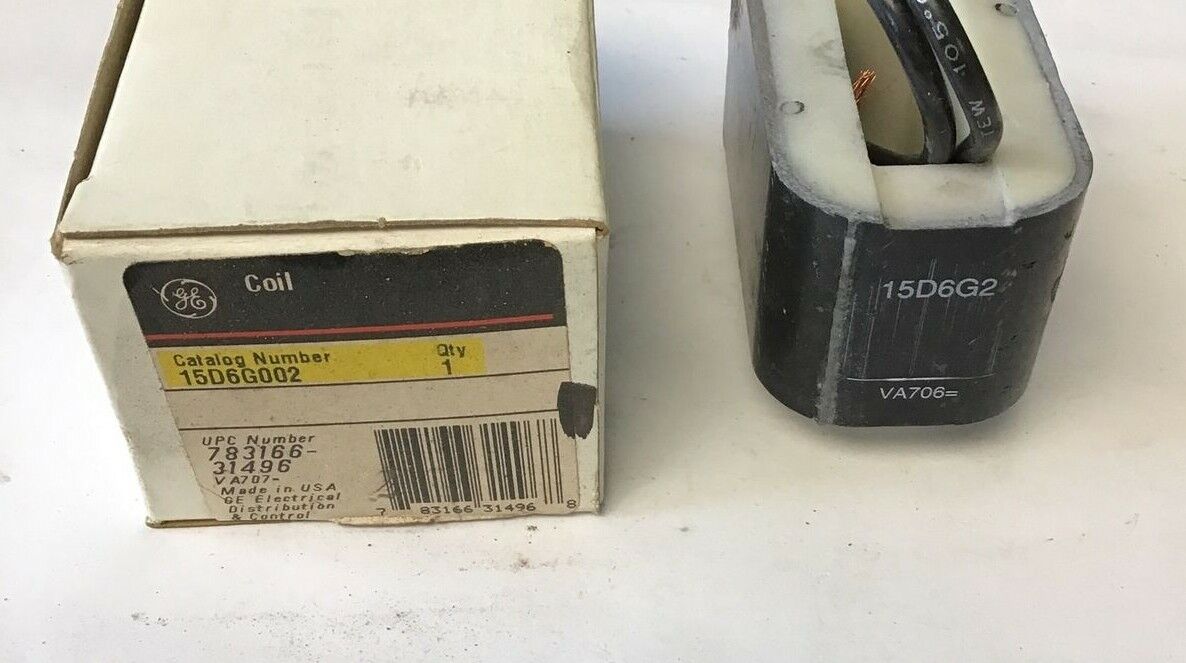 GE
Coil
Catalog Number Qty
15D6G002 1
UPC Number
783166-
31496
VA707-
Made in USA
GE Electrical
Distribution
& Control
7 83166 31496 8
105°
TEW
15D6G2
VA706=